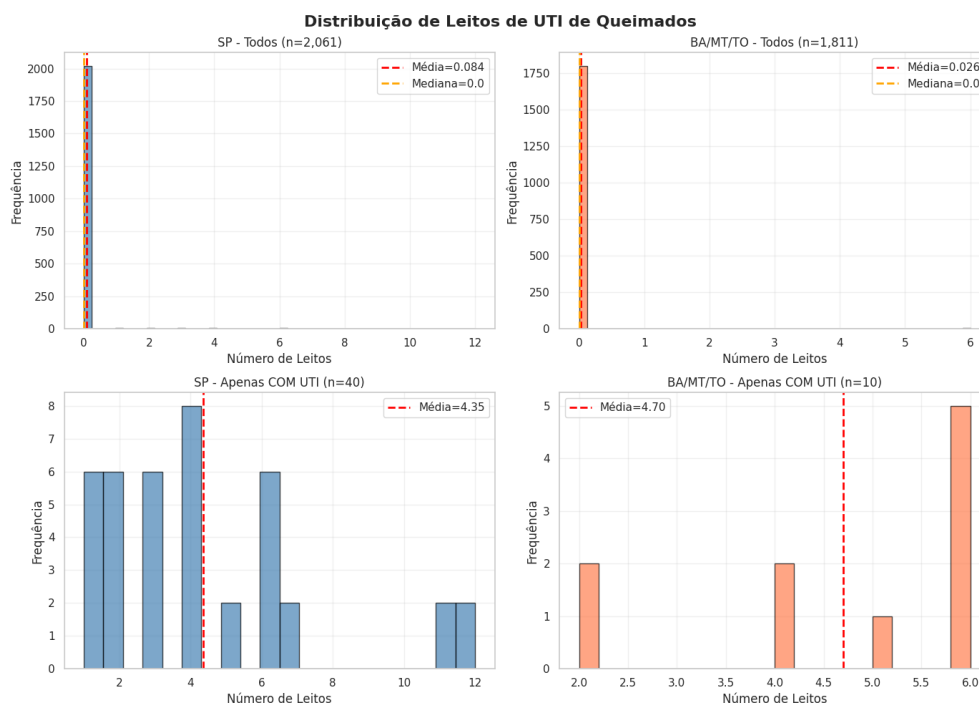 Distribuição de Leitos de UTI de Queimados
SP - Todos (n=2,061)
Média=0.084
Mediana=0.0
Frequência
2000
1750
1500
1250
1000
750
500
250
0
0 2 4 6 8 10 12
Número de Leitos
BA/MT/TO - Todos (n=1,811)
Média=0.026
Mediana=0.0
Frequência
1750
1500
1250
1000
750
500
250
0
0 1 2 3 4 5 6
Número de Leitos
SP - Apenas COM UTI (n=40)
Média=4.35
Frequência
8
7
6
5
4
3
2
1
0
2 4 6 8 10 12
Número de Leitos
BA/MT/TO - Apenas COM UTI (n=10)
Média=4.70
Frequência
5
4
3
2
1
0
2.0 2.5 3.0 3.5 4.0 4.5 5.0 5.5 6.0
Número de Leitos